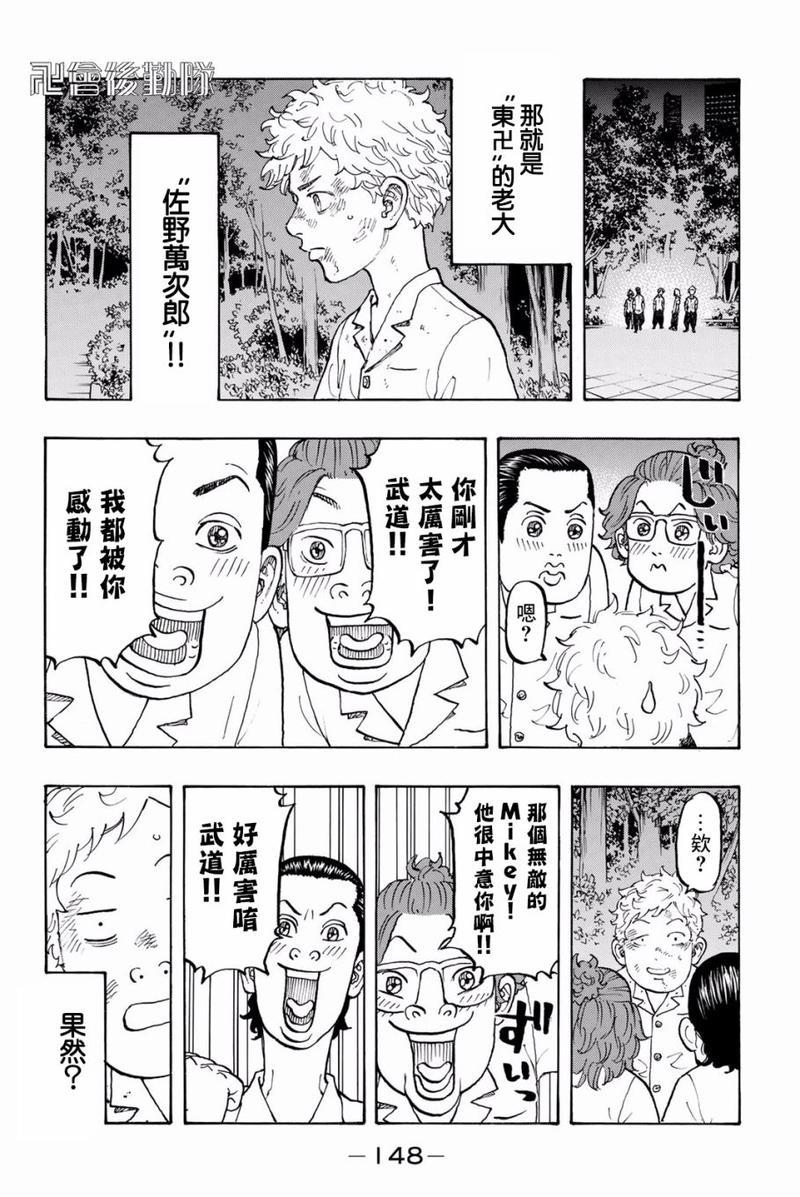 卍會後勤隊
那就是
"東卍"的老大
"佐野萬次郎"!!
じぃ
嗯?
你剛才
太厲害了!
武道!!
我都被你
感動了!!
…欸?
那個無敵的
Mikey!
他很中意你啊!!
ずいっ
好厲害唷
武道!!
果然?
-148-